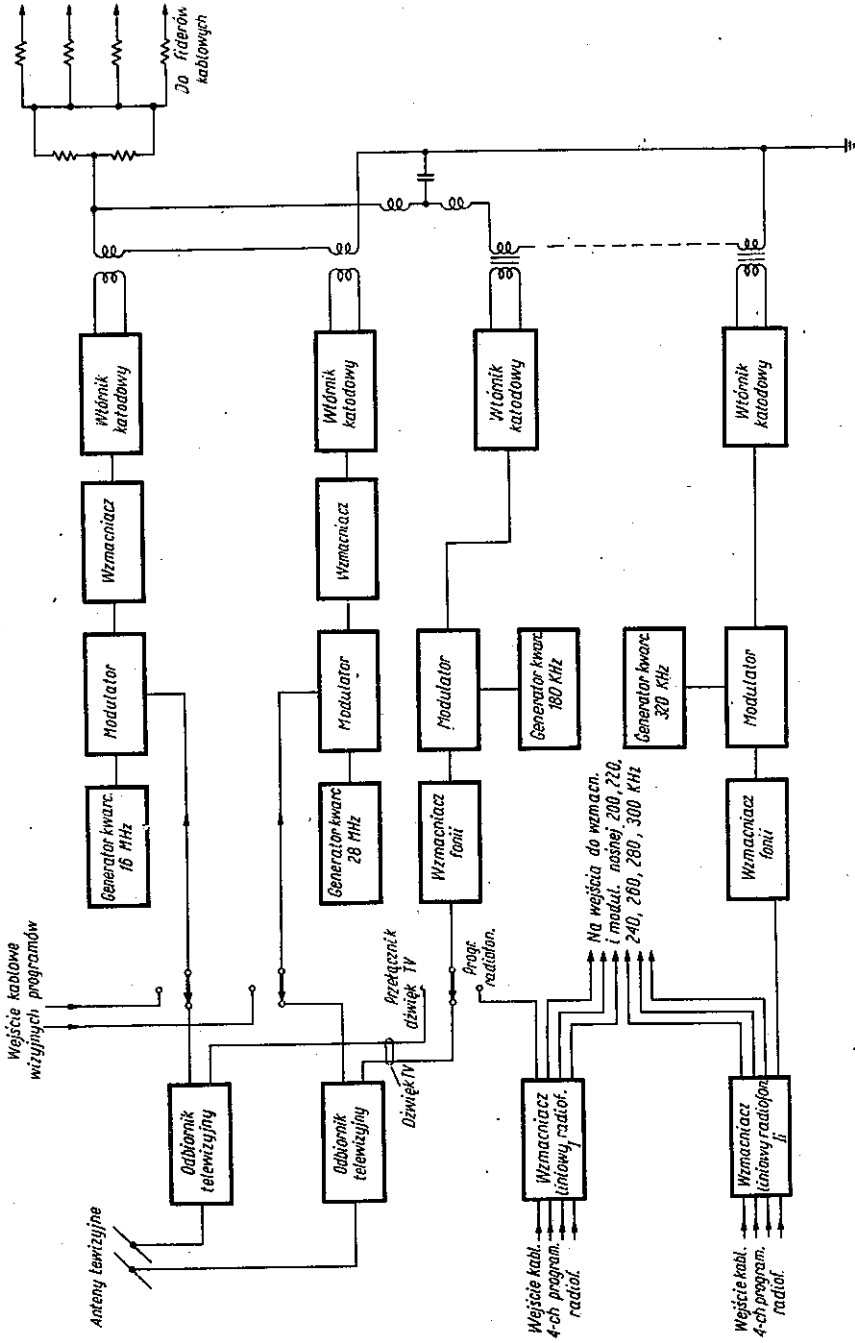 Do fiderów
kablowych
Wtórnik
katodowy
Wzmacniacz
Modulator
Generator kwarc.
16 MHz
Wejście kablowe
wizyjnych programów
Odbiornik
telewizyjny
Anteny tewizyjne
Wtórnik
katodowy
Wzmacniacz
Modulator
Generator kwarc.
28 MHz
Odbiornik
telewizyjny
Przełącznik
dźwięk TV
Dźwięk TV
Progr.
radiofon.
Wtórnik
katodowy
Modulator
Generator kwarc.
180 KHz
Wzmacniacz
fonii
Wzmacniacz
liniowy radiof.
I
Wejście kabl.
4-ch program.
radiof.
Na wejścia do wzmacn.
i modul. nośnej 200, 220,
240, 260, 280, 300 KHz
Wtórnik
katodowy
Generator kwarc.
320 KHz
Modulator
Wzmacniacz
fonii
Wzmacniacz
liniowy radiofon.
II
Wejście kabl.
4-ch program.
radiof.